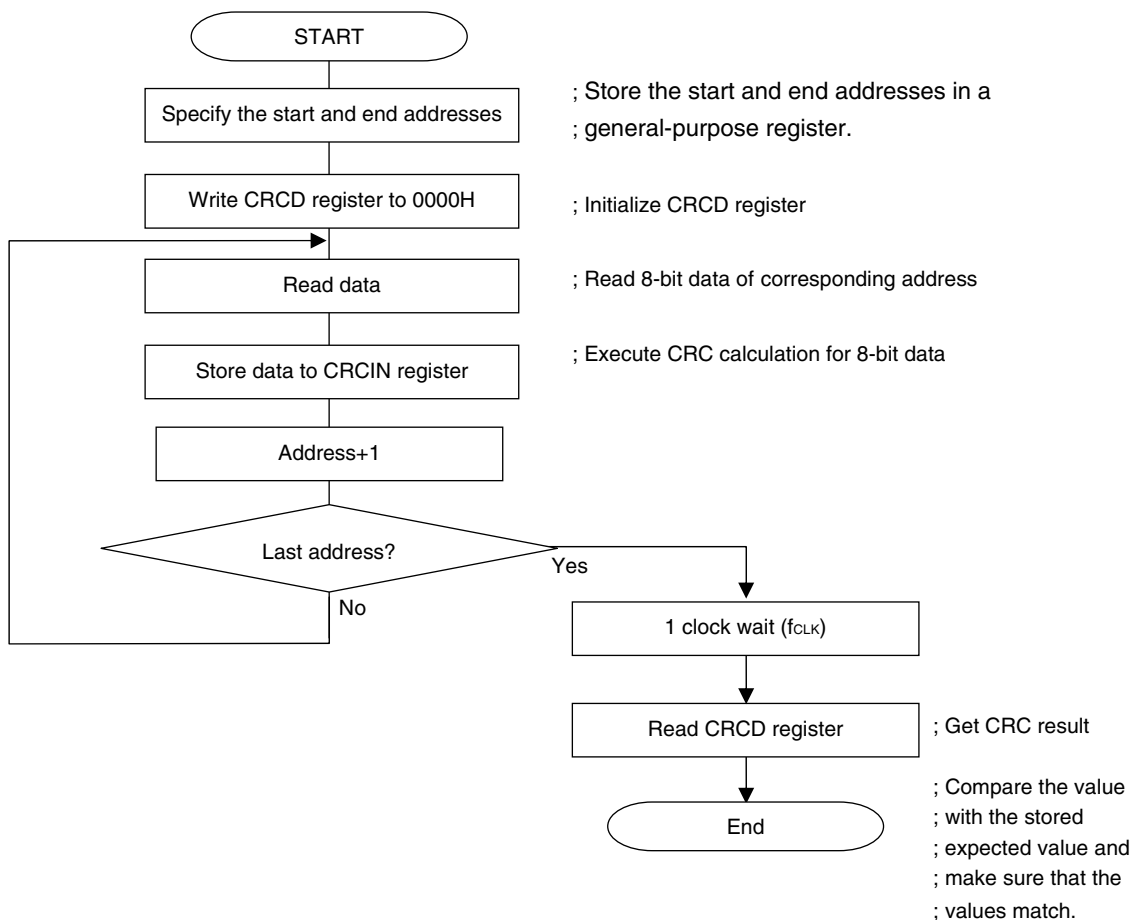 START
Specify the start and end addresses
; Store the start and end addresses in a
; general-purpose register.
Write CRCD register to 0000H
; Initialize CRCD register
Read data
; Read 8-bit data of corresponding address
Store data to CRCIN register
; Execute CRC calculation for 8-bit data
Address+1
Last address?
Yes
No
1 clock wait (fCLK)
Read CRCD register
; Get CRC result
End
; Compare the value
; with the stored
; expected value and
; make sure that the
; values match.